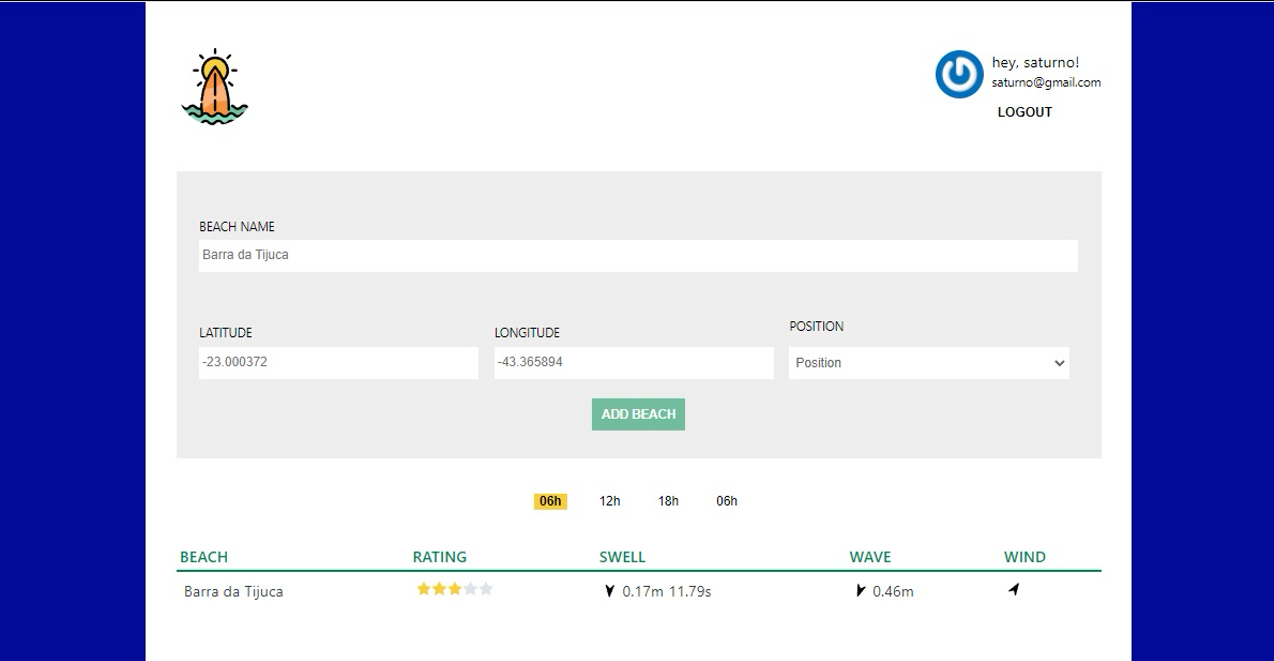 hey, saturno!
saturno@gmail.com
LOGOUT
BEACH NAME
Barra da Tijuca
LATITUDE LONGITUDE POSITION
-23.000372 -43.365894 Position
ADD BEACH
06h 12h 18h 06h
BEACH RATING SWELL WAVE WIND
Barra da Tijuca 0.17m 11.79s 0.46m